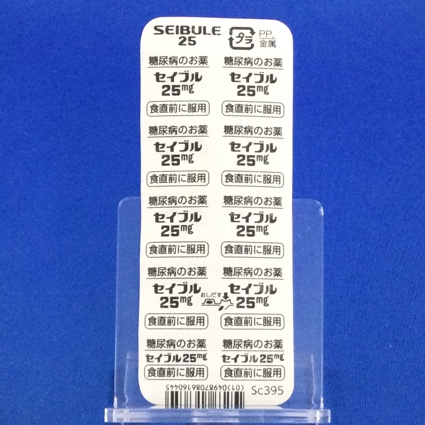 SEIBULE
25
プラ
PP,
金属
糖尿病のお薬 糖尿病のお薬
セイブル セイブル
25mg 25mg
食直前に服用 食直前に服用
糖尿病のお薬 糖尿病のお薬
セイブル セイブル
25mg 25mg
食直前に服用 食直前に服用
糖尿病のお薬 糖尿病のお薬
セイブル セイブル
25mg 25mg
食直前に服用 食直前に服用
糖尿病のお薬 糖尿病のお薬
セイブル セイブル
25mg おしだす 25mg
食直前に服用 食直前に服用
糖尿病のお薬 糖尿病のお薬
セイブル25mg セイブル25mg
食直前に服用 食直前に服用
(01)04987086160445
Sc395